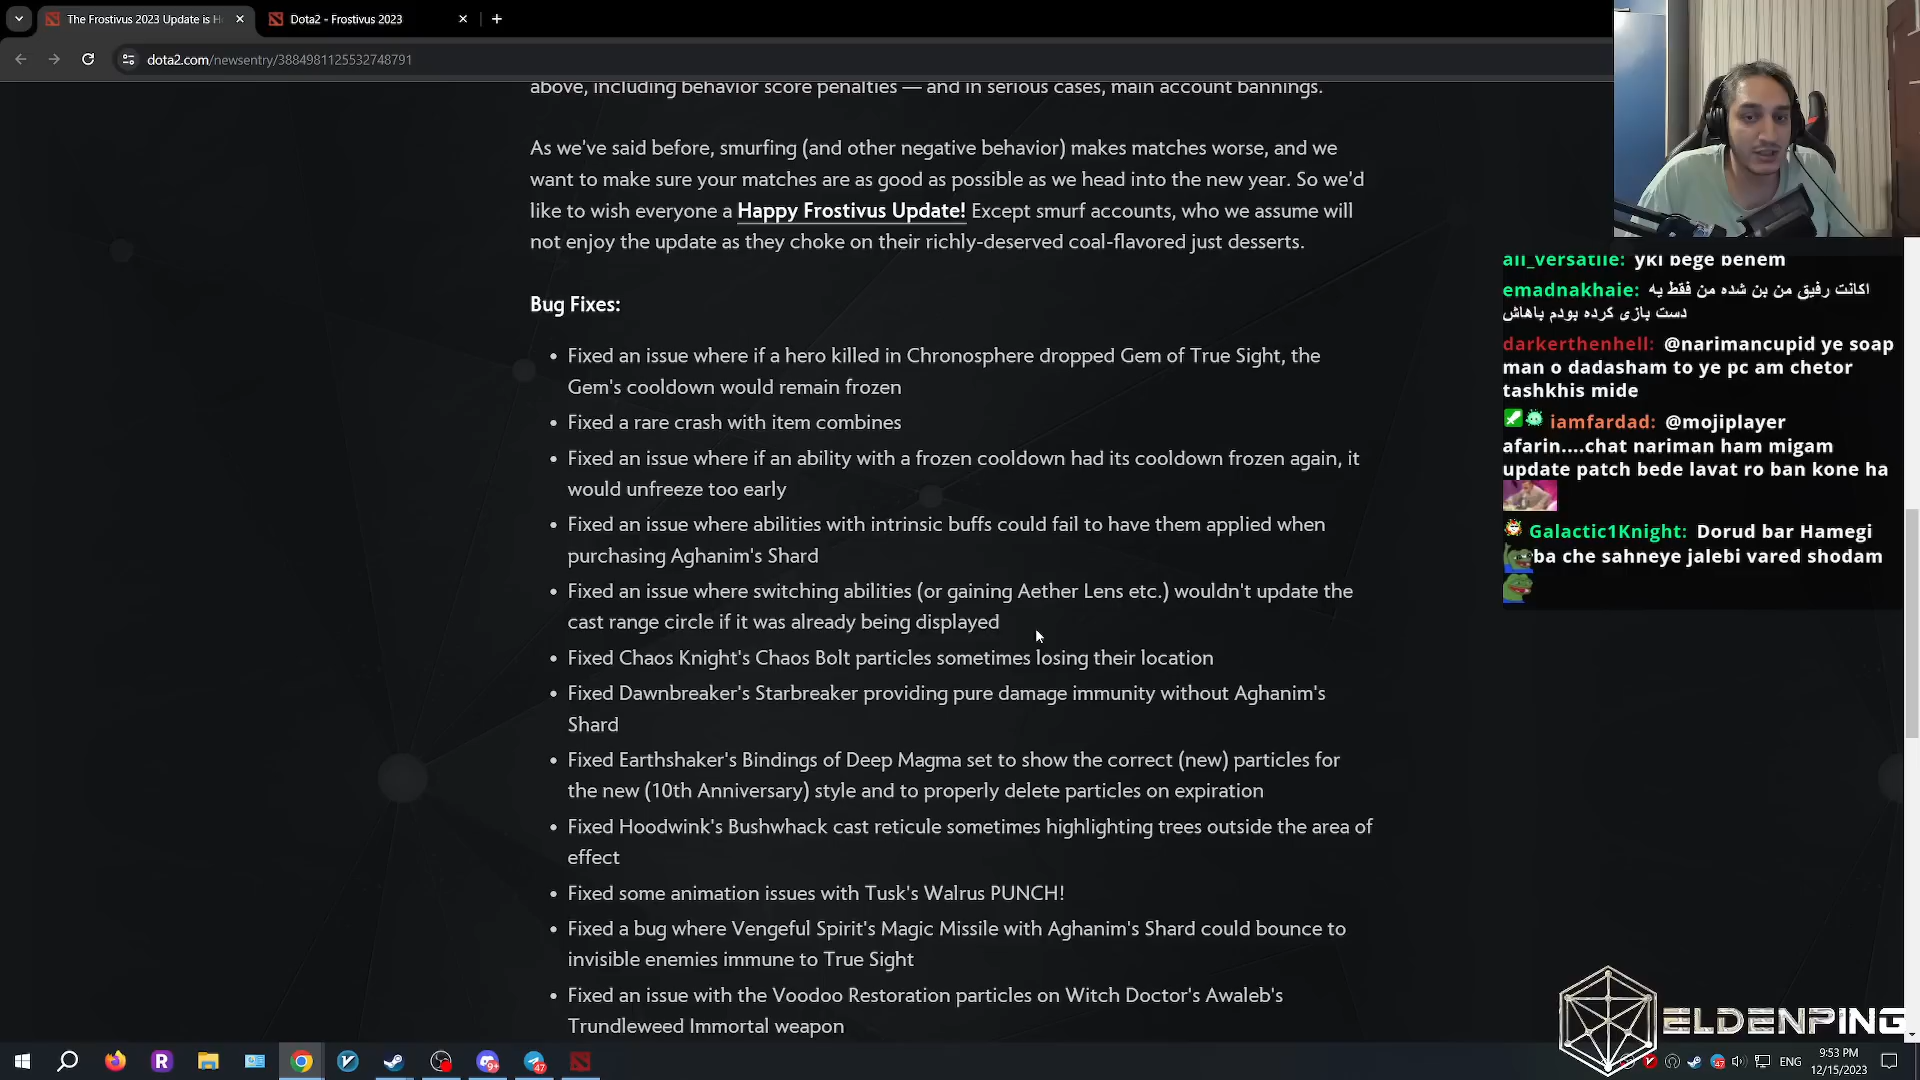 The Frostivus 2023 Update is H
Dota2 - Frostivus 2023
dota2.com/newsentry/3884981125532748791
above, including behavior score penalties — and in serious cases, main account bannings.
As we've said before, smurfing (and other negative behavior) makes matches worse, and we
want to make sure your matches are as good as possible as we head into the new year. So we'd
like to wish everyone a Happy Frostivus Update! Except smurf accounts, who we assume will
not enjoy the update as they choke on their richly-deserved coal-flavored just desserts.
Bug Fixes:
• Fixed an issue where if a hero killed in Chronosphere dropped Gem of True Sight, the
Gem's cooldown would remain frozen
• Fixed a rare crash with item combines
• Fixed an issue where if an ability with a frozen cooldown had its cooldown frozen again, it
would unfreeze too early
• Fixed an issue where abilities with intrinsic buffs could fail to have them applied when
purchasing Aghanim's Shard
• Fixed an issue where switching abilities (or gaining Aether Lens etc.) wouldn't update the
cast range circle if it was already being displayed
• Fixed Chaos Knight's Chaos Bolt particles sometimes losing their location
• Fixed Dawnbreaker's Starbreaker providing pure damage immunity without Aghanim's
Shard
• Fixed Earthshaker's Bindings of Deep Magma set to show the correct (new) particles for
the new (10th Anniversary) style and to properly delete particles on expiration
• Fixed Hoodwink's Bushwhack cast reticule sometimes highlighting trees outside the area of
effect
• Fixed some animation issues with Tusk's Walrus PUNCH!
• Fixed a bug where Vengeful Spirit's Magic Missile with Aghanim's Shard could bounce to
invisible enemies immune to True Sight
• Fixed an issue with the Voodoo Restoration particles on Witch Doctor's Awaleb's
Trundleweed Immortal weapon
ali_versatile: yki bege behem
emadnakhaie: اکانت رفیق من بن شده من فقط یه
دست بازی کرده بودم باهاش
darkerthenhell: @narimancupid ye soap
man o dadasham to ye pc am chetor
tashkhis mide
iamfardad: @mojiplayer
afarin....chat nariman ham migam
update patch bede lavat ro ban kone ha
Galactic1Knight: Dorud bar Hamegi
ba che sahneye jalebi vared shodam
ELDENPING
9+
47
47
ENG
9:53 PM
12/15/2023